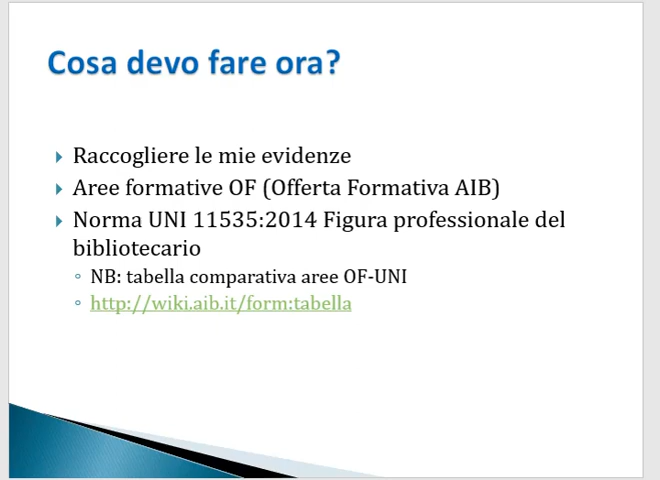 Cosa devo fare ora?
Raccogliere le mie evidenze
Aree formative OF (Offerta Formativa AIB)
Norma UNI 11535:2014 Figura professionale del
bibliotecario
NB: tabella comparativa aree OF-UNI
http://wiki.aib.it/form:tabella